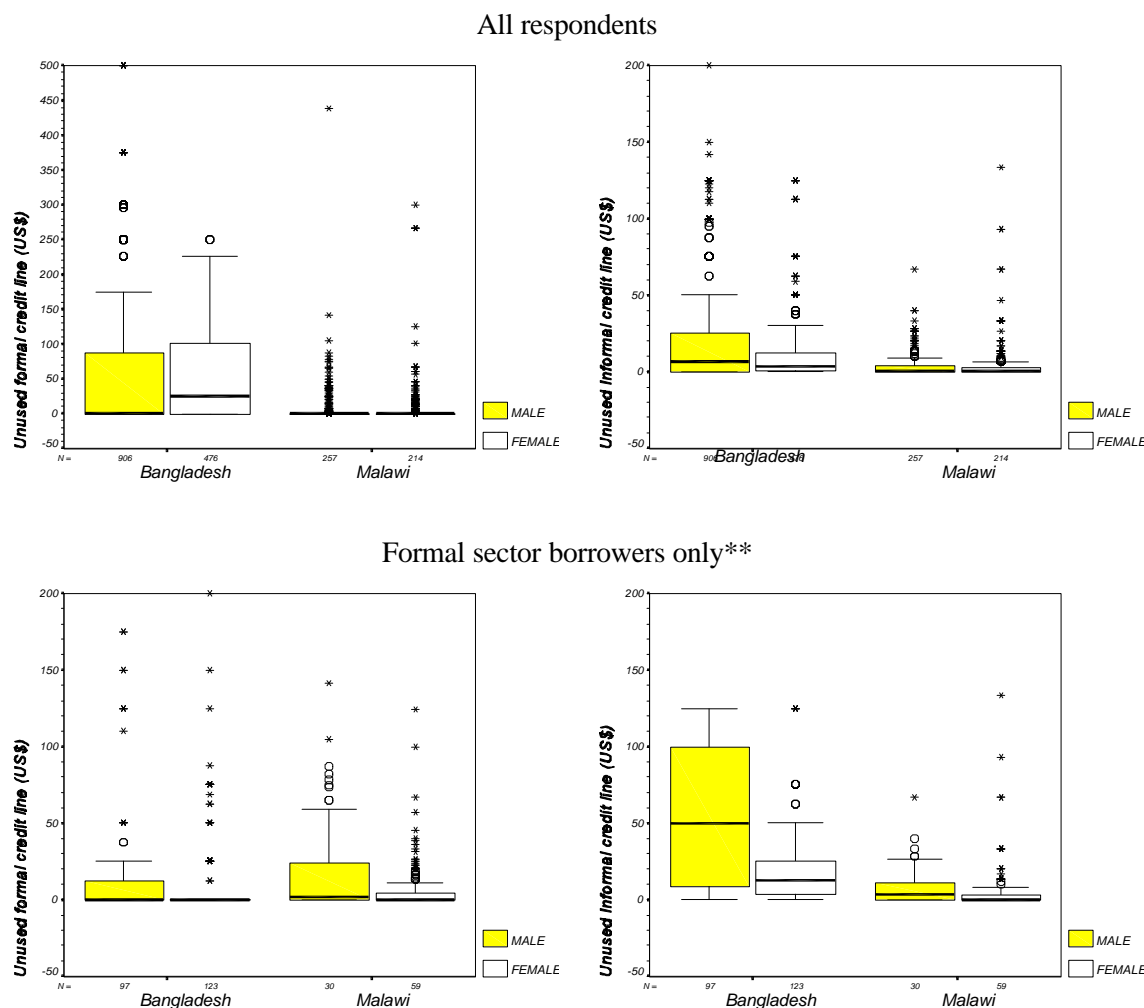 All respondents
500
450
400
350
300
250
200
150
100
50
0
-50
Unused formal credit line (US$)
N = 906 476 257 214
Bangladesh Malawi
MALE
FEMALE
200
150
100
50
0
-50
Unused Informal credit line (US$)
N = 257 214
Bangladesh Malawi
MALE
FEMALE
Formal sector borrowers only**
200
150
100
50
0
-50
Unused formal credit line (US$)
N = 97 123 30 59
Bangladesh Malawi
MALE
FEMALE
200
150
100
50
0
-50
Unused Informal credit line (US$)
N = 97 123 30 59
Bangladesh Malawi
MALE
FEMALE